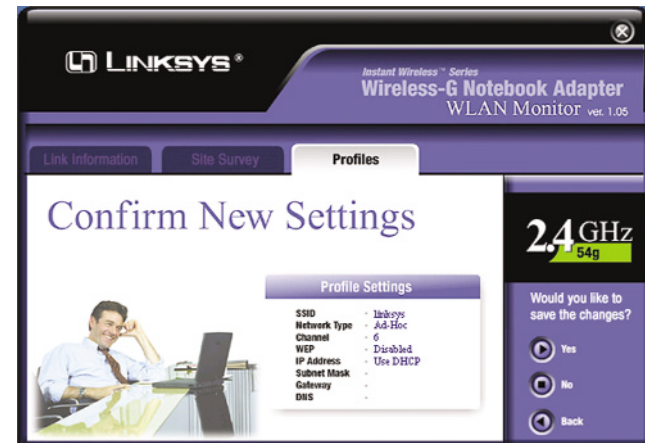 LINKSYS®
Instant Wireless™ Series
Wireless-G Notebook Adapter
WLAN Monitor ver. 1.05
Link Information
Site Survey
Profiles
Confirm New Settings
2.4 GHz
54g
Profile Settings
SSID - linksys
Network Type - Ad-Hoc
Channel - 6
WEP - Disabled
IP Address - Use DHCP
Subnet Mask -
Gateway -
DNS -
Would you like to
save the changes?
Yes
No
Back